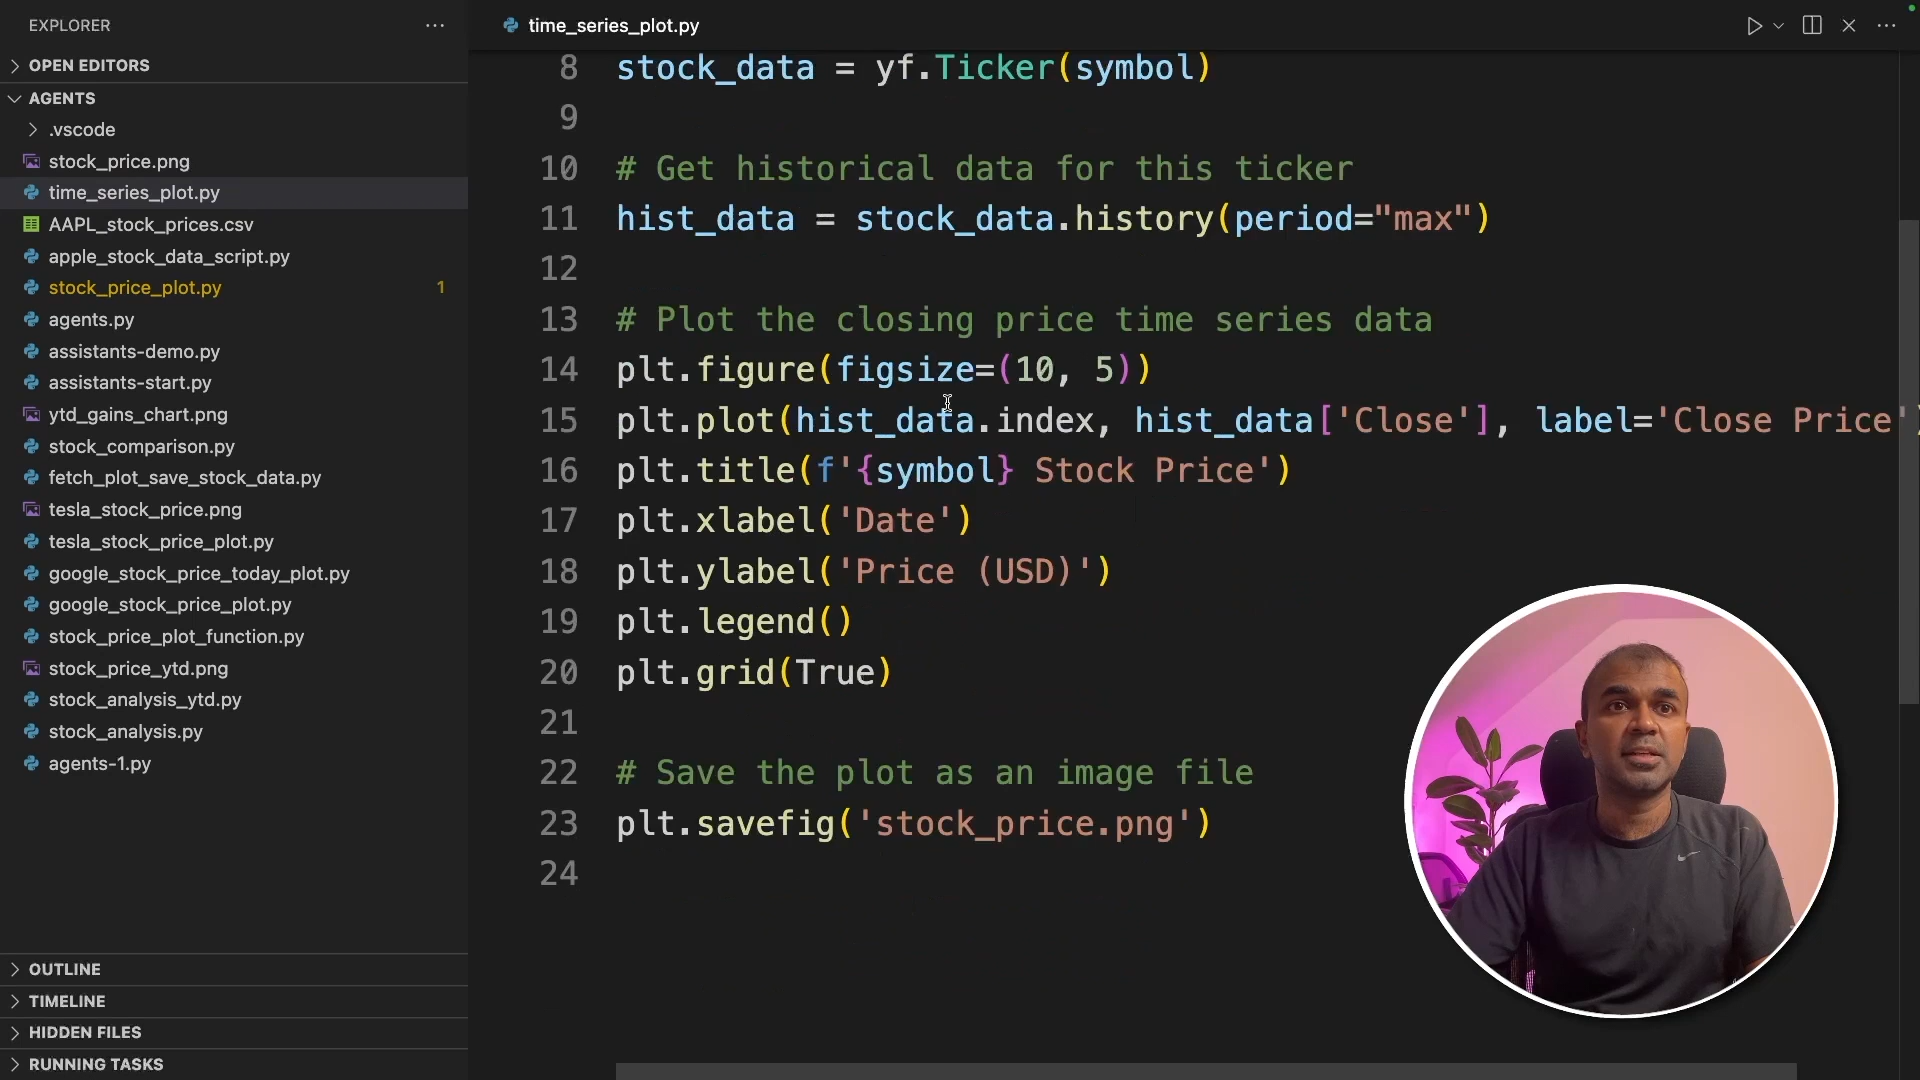 EXPLORER
OPEN EDITORS
AGENTS
.vscode
stock_price.png
time_series_plot.py
AAPL_stock_prices.csv
apple_stock_data_script.py
stock_price_plot.py 1
agents.py
assistants-demo.py
assistants-start.py
ytd_gains_chart.png
stock_comparison.py
fetch_plot_save_stock_data.py
tesla_stock_price.png
tesla_stock_price_plot.py
google_stock_price_today_plot.py
google_stock_price_plot.py
stock_price_plot_function.py
stock_price_ytd.png
stock_analysis_ytd.py
stock_analysis.py
agents-1.py
OUTLINE
TIMELINE
HIDDEN FILES
RUNNING TASKS
time_series_plot.py
8 stock_data = yf.Ticker(symbol)
9
10 # Get historical data for this ticker
11 hist_data = stock_data.history(period="max")
12
13 # Plot the closing price time series data
14 plt.figure(figsize=(10, 5))
15 plt.plot(hist_data.index, hist_data['Close'], label='Close Price')
16 plt.title(f'{symbol} Stock Price')
17 plt.xlabel('Date')
18 plt.ylabel('Price (USD)')
19 plt.legend()
20 plt.grid(True)
21
22 # Save the plot as an image file
23 plt.savefig('stock_price.png')
24